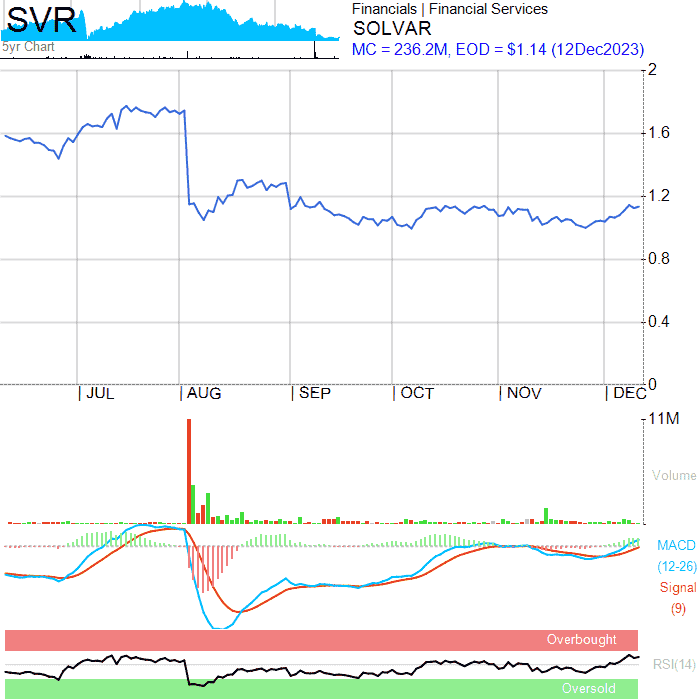 SVR
5yr Chart
Financials | Financial Services
SOLVAR
MC = 236.2M, EOD = $1.14 (12Dec2023)
2
1.6
1.2
0.8
0.4
0
| JUL | AUG | SEP | OCT | NOV | DEC
11M
Volume
MACD
(12-26)
Signal
(9)
Overbought
RSI(14)
Oversold